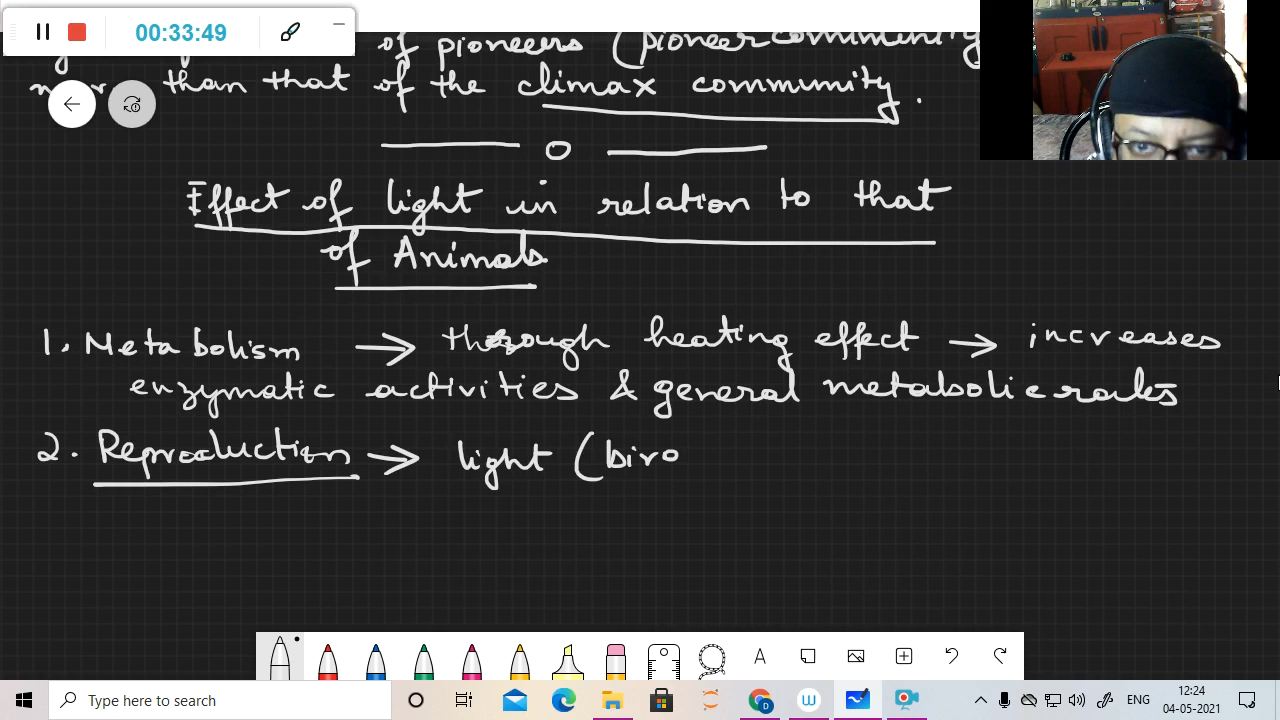 00:33:49
of pioneers (pioneer community
than that of the climax community.
Effect of light in relation to that
of Animals
1. Metabolism → through heating effect → increases
enzymatic activities & general metabolic rates
2. Reproduction → light (biro
A
Type here to search
ENG
12:24
04-05-2021